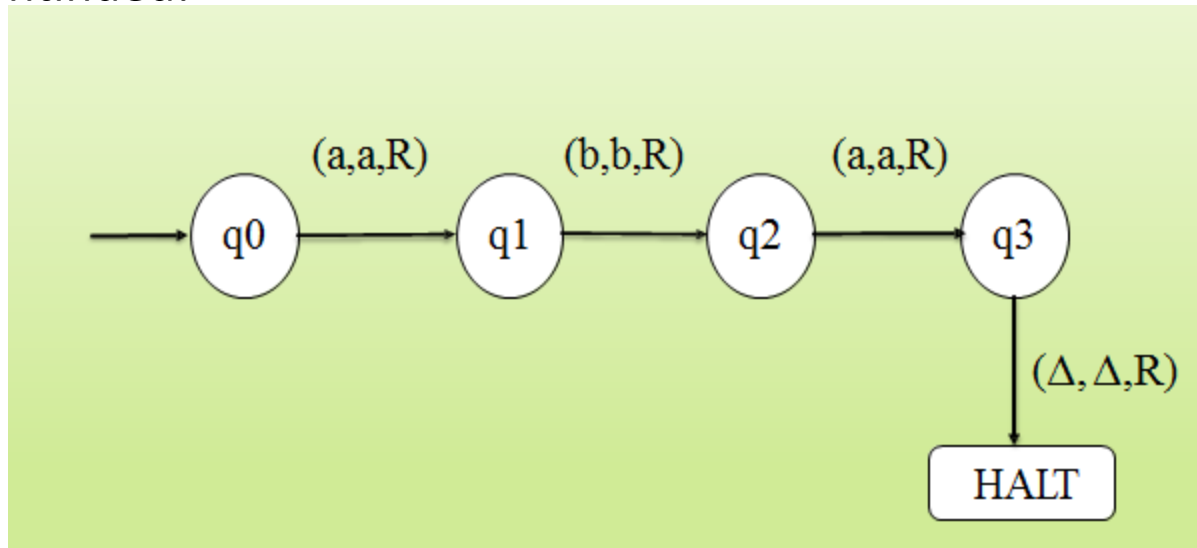 (a,a,R) (b,b,R) (a,a,R)
q0 q1 q2 q3
(Δ, Δ,R)
HALT